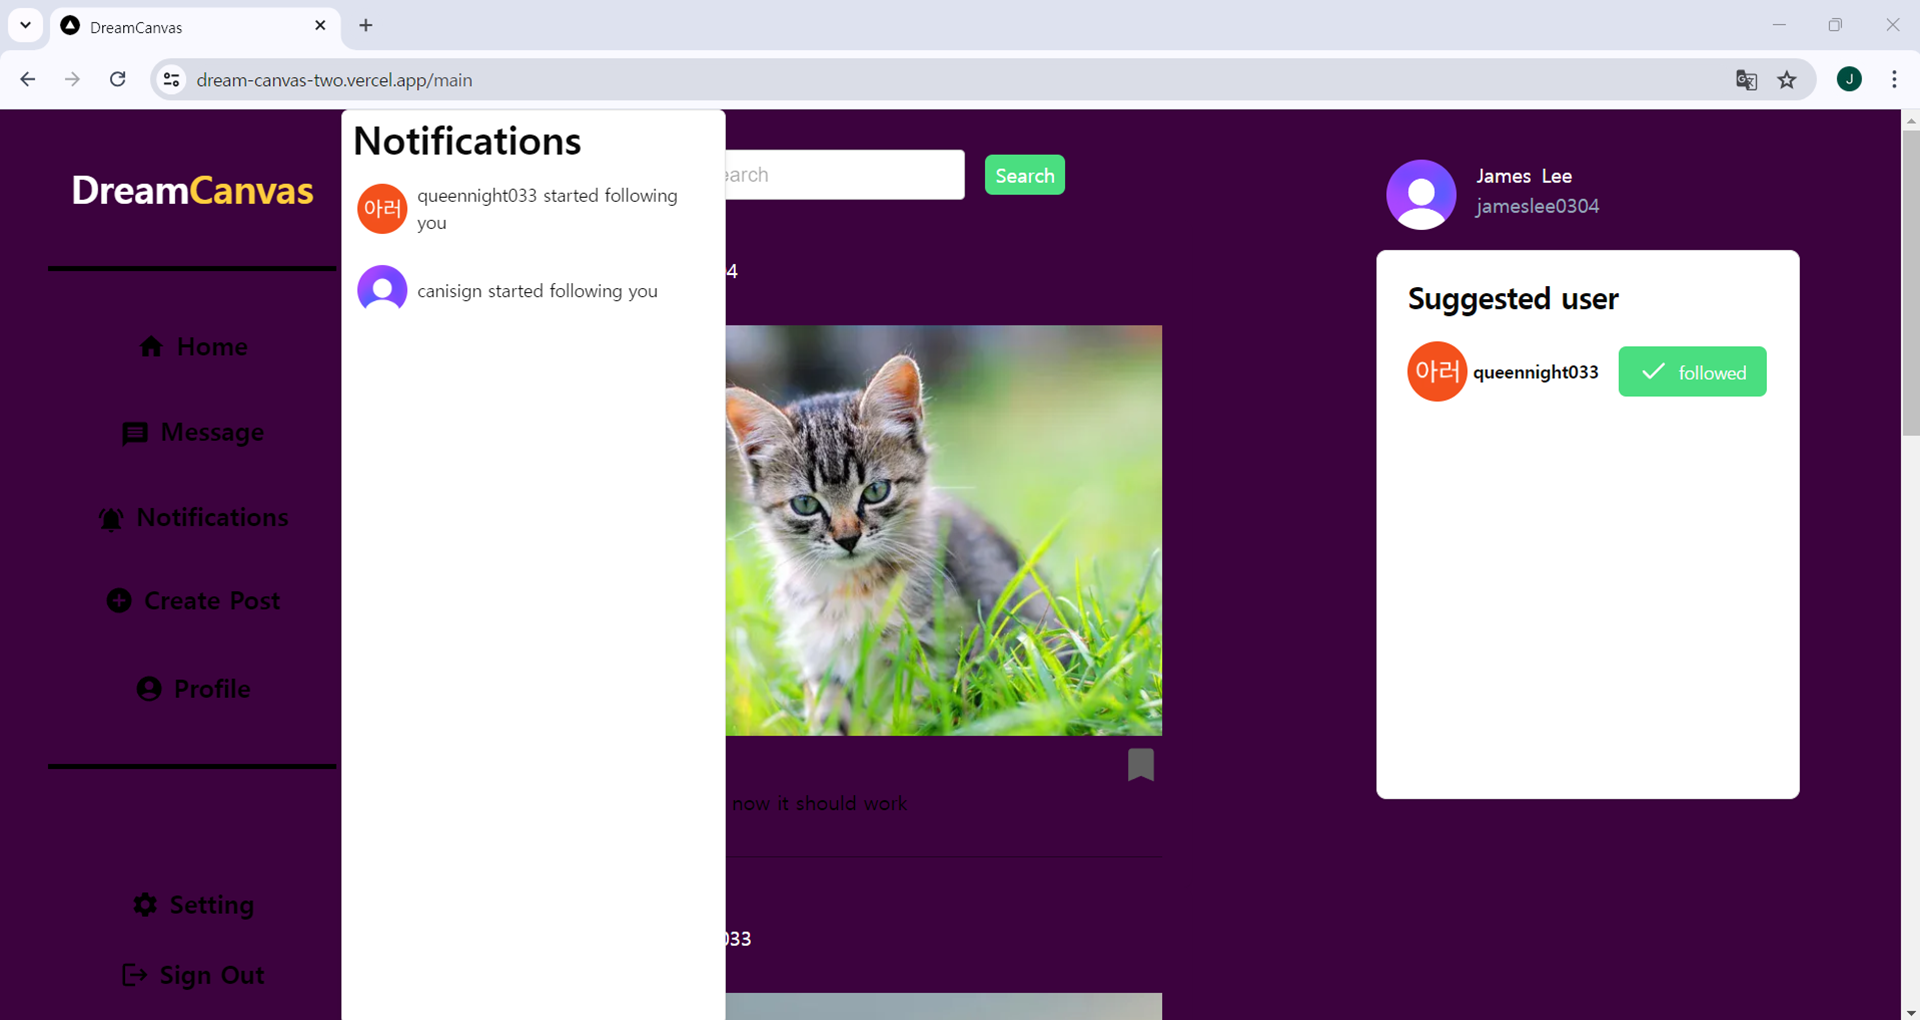 DreamCanvas
dream-canvas-two.vercel.app/main
J
DreamCanvas
Home
Message
Notifications
Create Post
Profile
Setting
Sign Out
Notifications
아러
queennight033 started following
you
canisign started following you
earch
Search
4
now it should work
033
James Lee
jameslee0304
Suggested user
아러
queennight033
followed